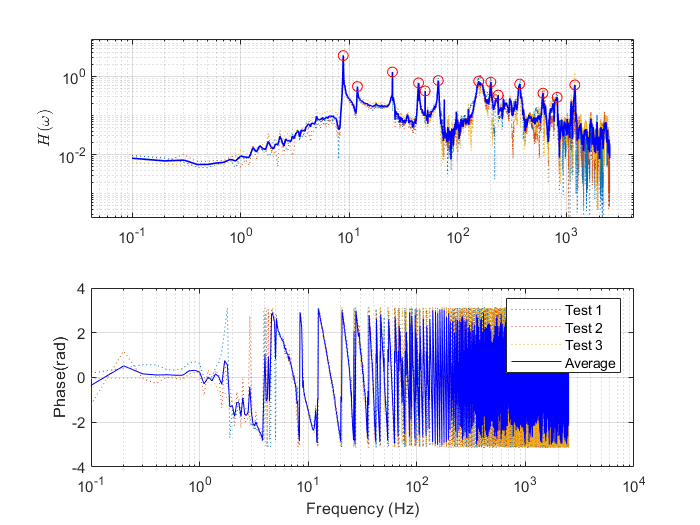 10^0
10^-2
H(ω)
10^-1 10^0 10^1 10^2 10^3
4
2
0
-2
-4
Phase(rad)
Test 1
Test 2
Test 3
Average
10^-1 10^0 10^1 10^2 10^3 10^4
Frequency (Hz)